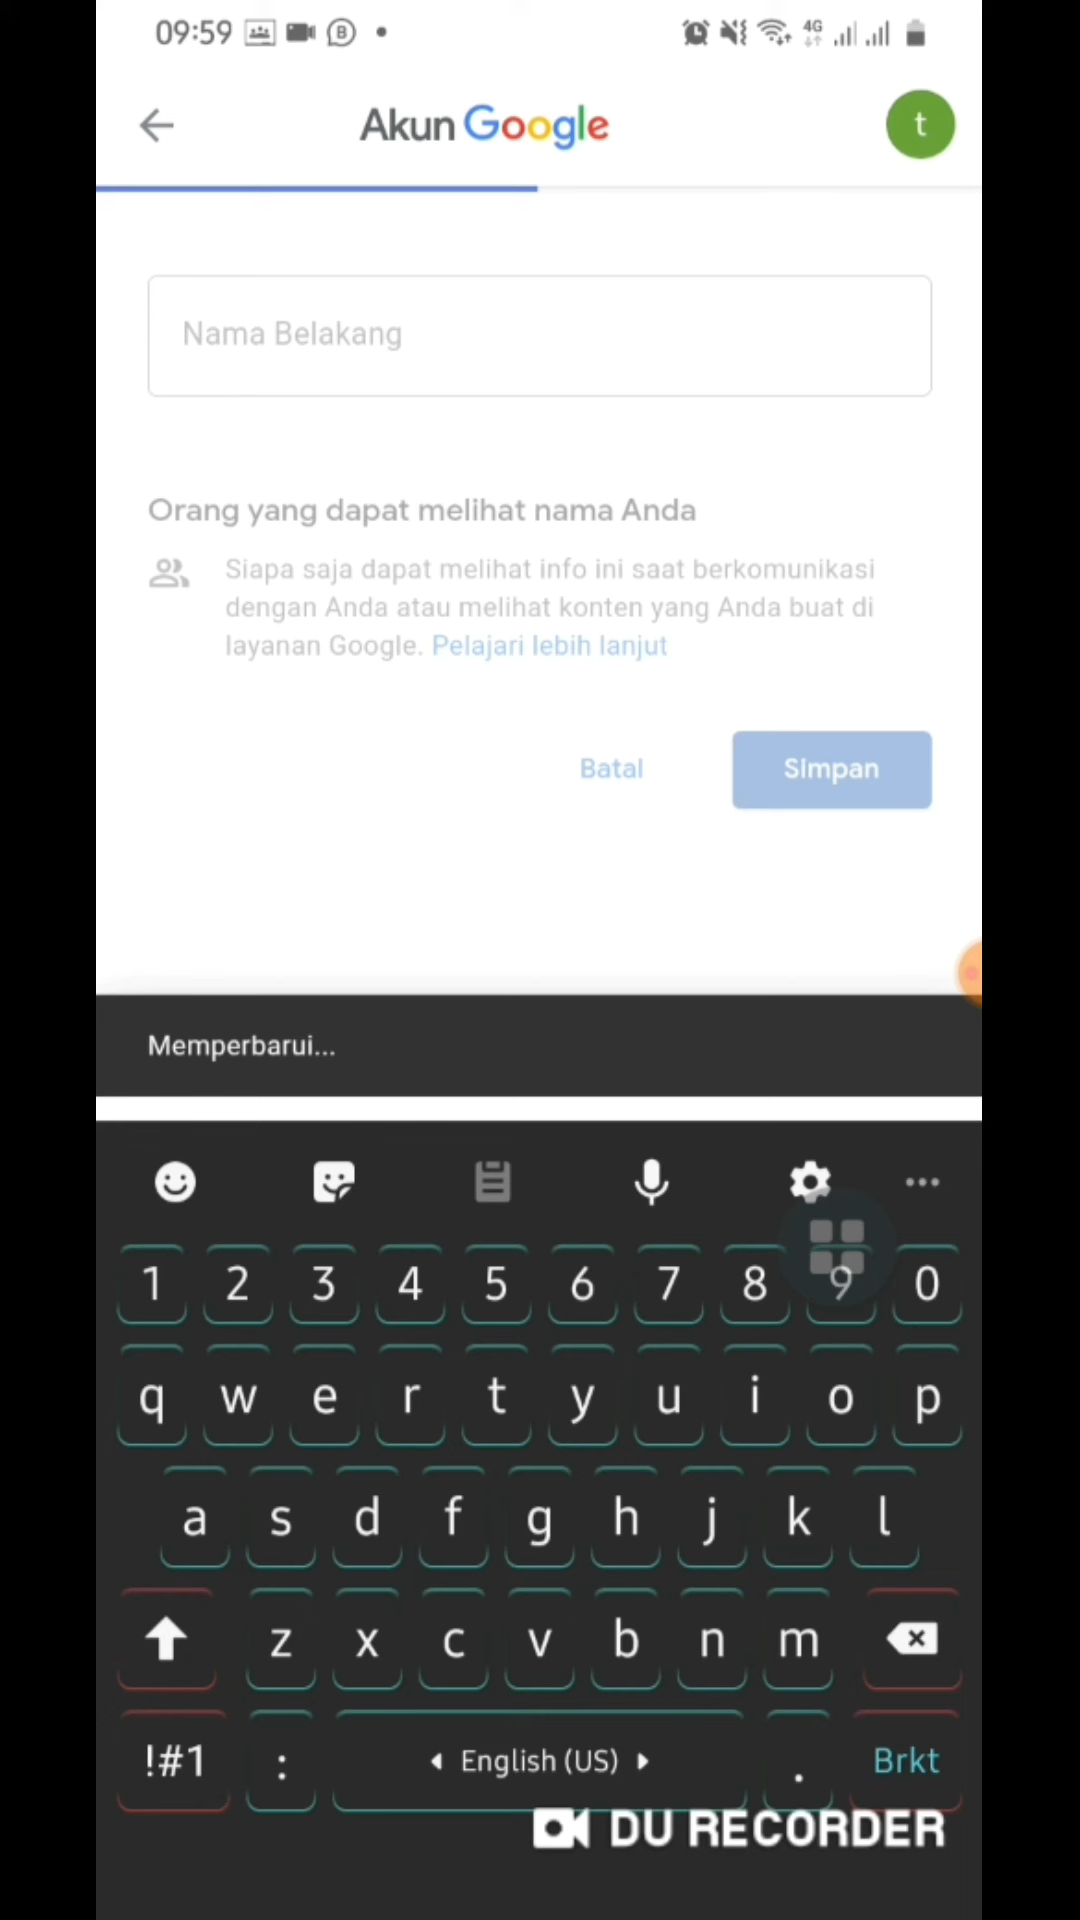 09:59
4G
Akun Google
t
Nama Belakang
Orang yang dapat melihat nama Anda
Siapa saja dapat melihat info ini saat berkomunikasi
dengan Anda atau melihat konten yang Anda buat di
layanan Google. Pelajari lebih lanjut
Batal
SImpan
Memperbarui...
1 2 3 4 5 6 7 8 9 0
q w e r t y u i o p
a s d f g h j k l
z x c v b n m
!#1 : English (US) . Brkt
DU RECORDER